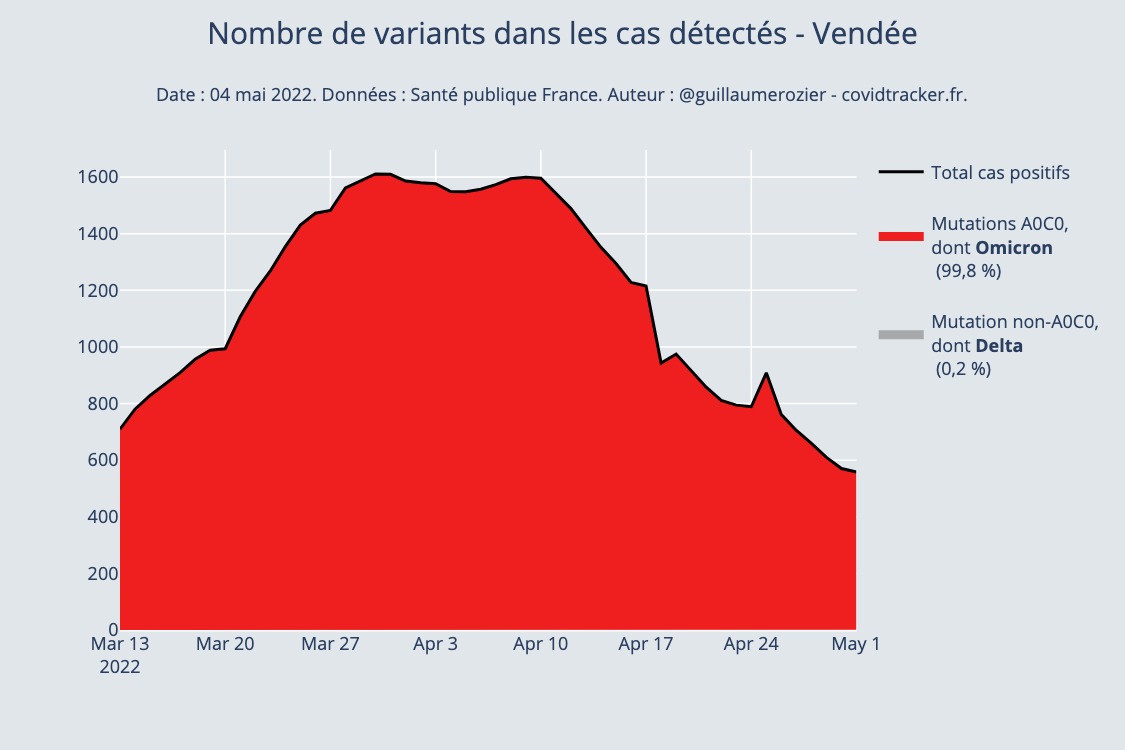 Nombre de variants dans les cas détectés - Vendée
Date : 04 mai 2022. Données : Santé publique France. Auteur : @guillaumerozier - covidtracker.fr.
1600
1400
1200
1000
800
600
400
200
0
Mar 13
2022
Mar 20
Mar 27
Apr 3
Apr 10
Apr 17
Apr 24
May 1
Total cas positifs
Mutations A0C0,
dont Omicron
(99,8 %)
Mutation non-A0C0,
dont Delta
(0,2 %)